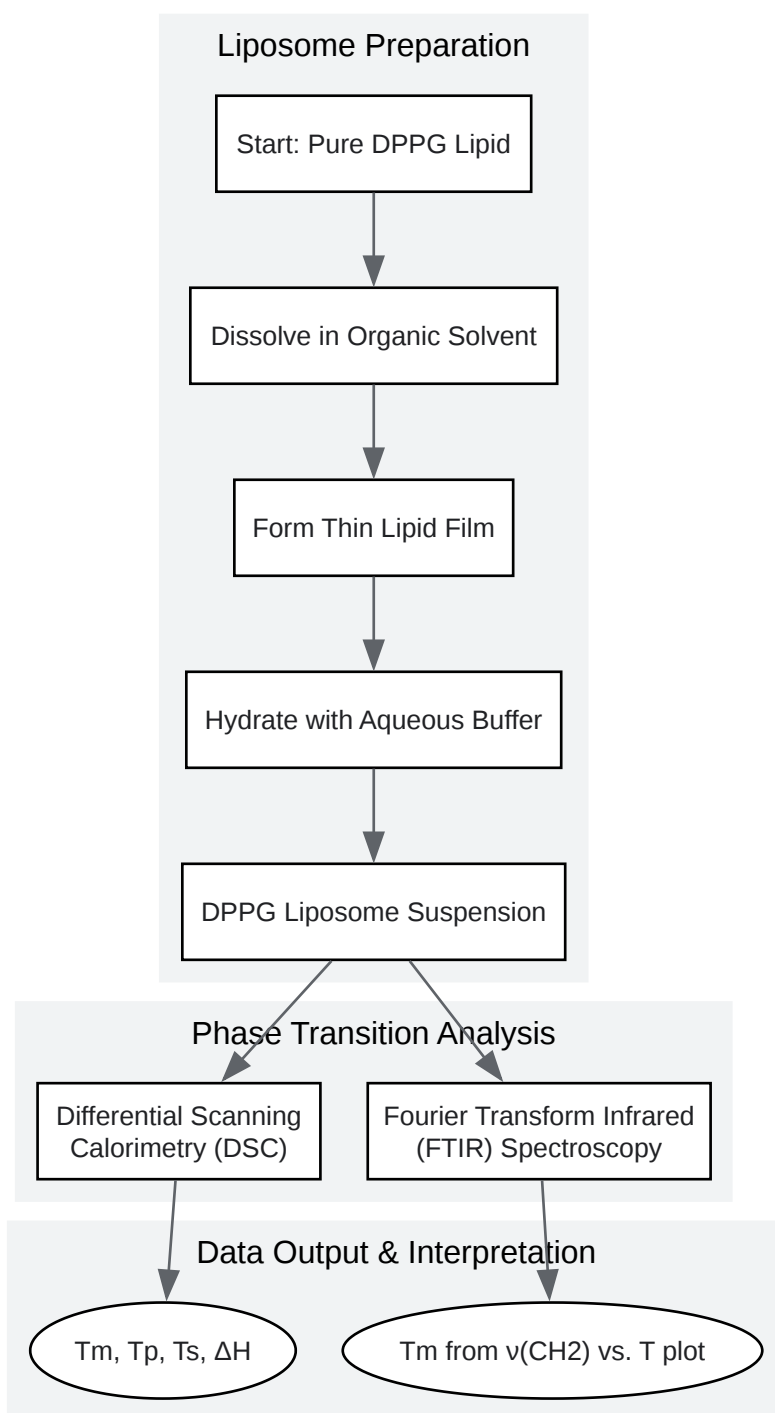 Liposome Preparation
Start: Pure DPPG Lipid
Dissolve in Organic Solvent
Form Thin Lipid Film
Hydrate with Aqueous Buffer
DPPG Liposome Suspension
Phase Transition Analysis
Differential Scanning
Calorimetry (DSC)
Fourier Transform Infrared
(FTIR) Spectroscopy
Data Output & Interpretation
Tm, Tp, Ts, ΔH
Tm from ν(CH2) vs. T plot